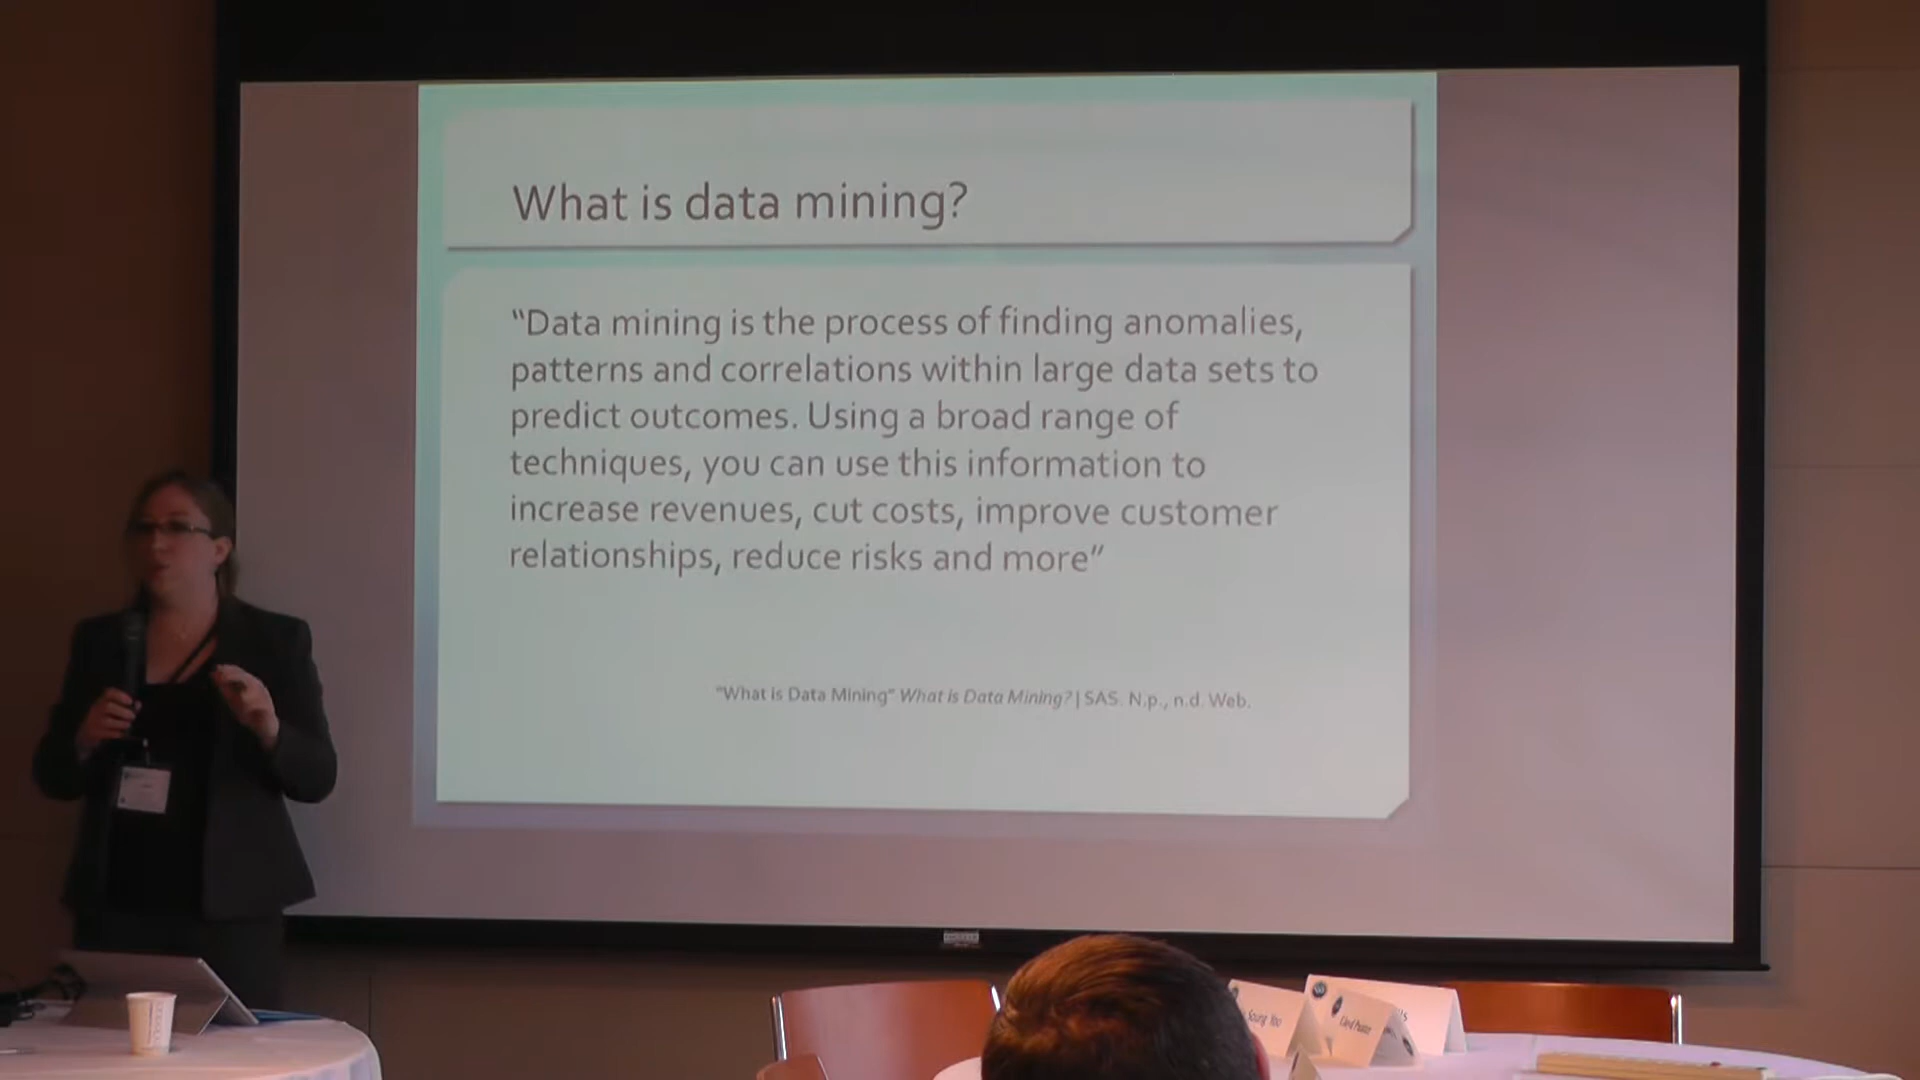 What is data mining?
“Data mining is the process of finding anomalies,
patterns and correlations within large data sets to
predict outcomes. Using a broad range of
techniques, you can use this information to
increase revenues, cut costs, improve customer
relationships, reduce risks and more”
“What is Data Mining” What is Data Mining? | SAS. N.p., n.d. Web.